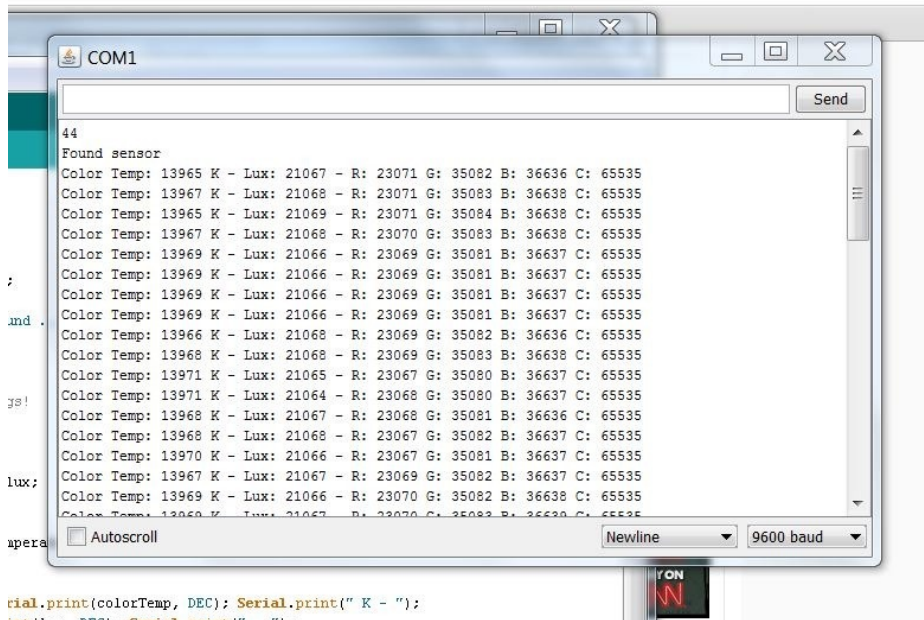 COM1
Send
44
Found sensor
Color Temp: 13965 K - Lux: 21067 - R: 23071 G: 35082 B: 36636 C: 65535
Color Temp: 13967 K - Lux: 21068 - R: 23071 G: 35083 B: 36638 C: 65535
Color Temp: 13965 K - Lux: 21069 - R: 23071 G: 35084 B: 36638 C: 65535
Color Temp: 13967 K - Lux: 21068 - R: 23070 G: 35083 B: 36638 C: 65535
Color Temp: 13969 K - Lux: 21066 - R: 23069 G: 35081 B: 36637 C: 65535
Color Temp: 13969 K - Lux: 21066 - R: 23069 G: 35081 B: 36637 C: 65535
Color Temp: 13969 K - Lux: 21066 - R: 23069 G: 35081 B: 36637 C: 65535
Color Temp: 13969 K - Lux: 21066 - R: 23069 G: 35081 B: 36637 C: 65535
Color Temp: 13966 K - Lux: 21068 - R: 23069 G: 35082 B: 36636 C: 65535
Color Temp: 13968 K - Lux: 21068 - R: 23069 G: 35083 B: 36638 C: 65535
Color Temp: 13971 K - Lux: 21065 - R: 23067 G: 35080 B: 36637 C: 65535
Color Temp: 13971 K - Lux: 21064 - R: 23068 G: 35080 B: 36637 C: 65535
Color Temp: 13968 K - Lux: 21067 - R: 23068 G: 35081 B: 36636 C: 65535
Color Temp: 13968 K - Lux: 21068 - R: 23067 G: 35082 B: 36637 C: 65535
Color Temp: 13970 K - Lux: 21066 - R: 23067 G: 35081 B: 36637 C: 65535
Color Temp: 13967 K - Lux: 21067 - R: 23069 G: 35082 B: 36637 C: 65535
Color Temp: 13969 K - Lux: 21066 - R: 23070 G: 35082 B: 36638 C: 65535
Autoscroll
Newline
9600 baud
lux;
rial.print(colorTemp, DEC); Serial.print(" K - ");